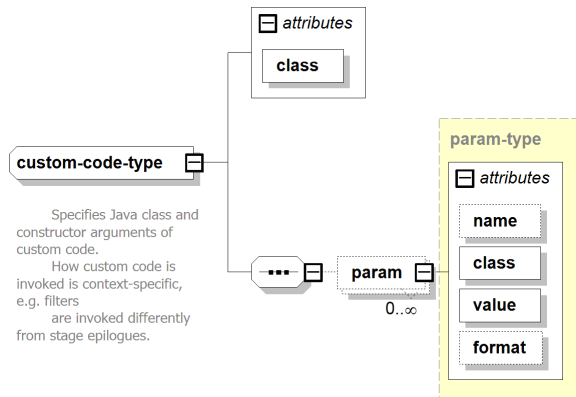 attributes
class
param-type
custom-code-type
attributes
Specifies Java class and
constructor arguments of
custom code.
How custom code is
invoked is context-specific,
e.g. filters
are invoked differently
from stage epilogues.
param
0..∞
name
class
value
format